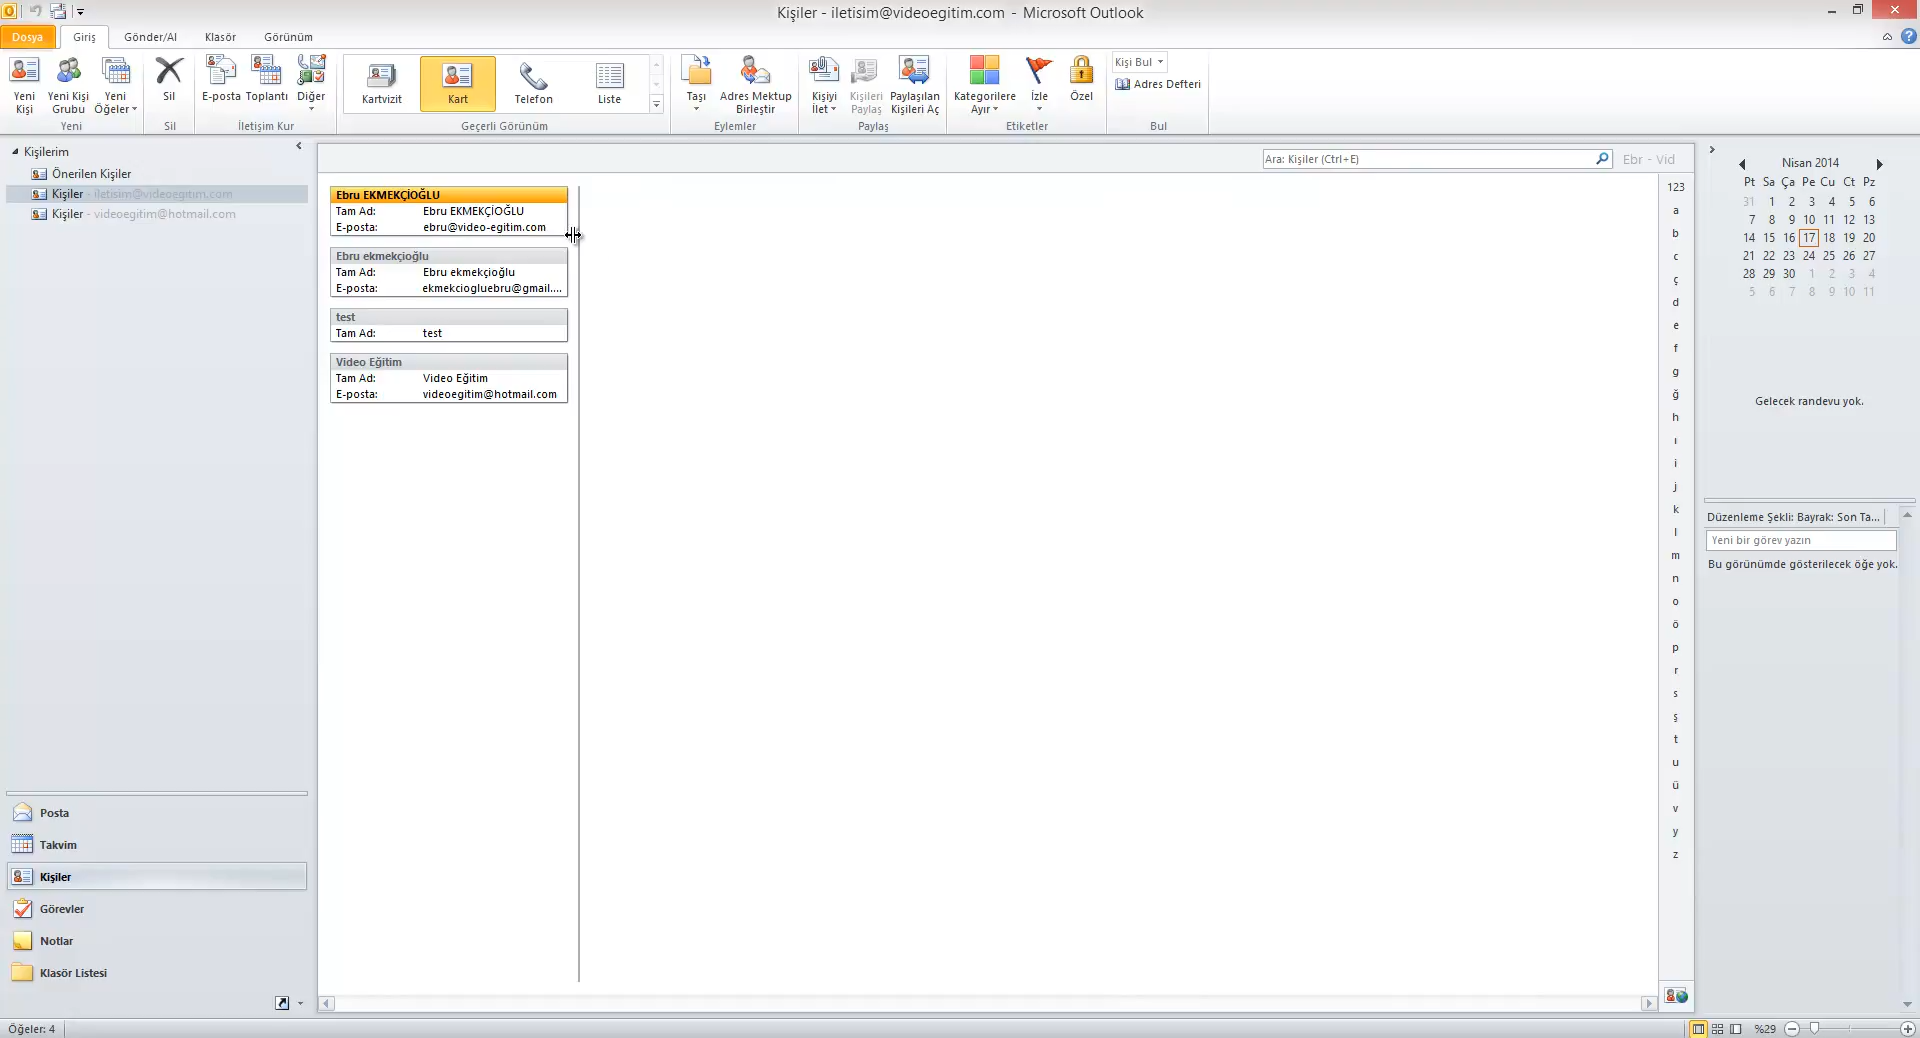 Kişiler - iletisim@videoegitim.com - Microsoft Outlook
Dosya Giriş Gönder/Al Klasör Görünüm
Yeni Kişi
Yeni Kişi Grubu
Yeni Öğeler
Yeni
Sil
Sil
E-posta
Toplantı
Diğer
İletişim Kur
Kartvizit
Kart
Telefon
Liste
Geçerli Görünüm
Taşı
Adres Mektup Birleştir
Eylemler
Kişiyi İlet
Kişileri Paylaş
Paylaşılan Kişileri Aç
Paylaş
Kategorilere Ayır
İzle
Özel
Etiketler
Kişi Bul
Adres Defteri
Bul
Kişilerim
Önerilen Kişiler
Kişiler - iletisim@videoegitim.com
Kişiler - videoegitim@hotmail.com
Posta
Takvim
Kişiler
Görevler
Notlar
Klasör Listesi
Ara: Kişiler (Ctrl+E)
Ebr - Vid
Ebru EKMEKÇİOĞLU
Tam Ad: Ebru EKMEKÇİOĞLU
E-posta: ebru@video-egitim.com
Ebru ekmekçioğlu
Tam Ad: Ebru ekmekçioğlu
E-posta: ekmekciogluebru@gmail....
test
Tam Ad: test
Video Eğitim
Tam Ad: Video Eğitim
E-posta: videoegitim@hotmail.com
123
a
b
c
ç
d
e
f
g
ğ
h
ı
i
j
k
l
m
n
o
ö
p
r
s
ş
t
u
ü
v
y
z
Nisan 2014
Pt Sa Ça Pe Cu Ct Pz
31 1 2 3 4 5 6
7 8 9 10 11 12 13
14 15 16 17 18 19 20
21 22 23 24 25 26 27
28 29 30 1 2 3 4
5 6 7 8 9 10 11
Gelecek randevu yok.
Düzenleme Şekli: Bayrak: Son Ta...
Yeni bir görev yazın
Bu görünümde gösterilecek öğe yok.
Öğeler: 4
%29